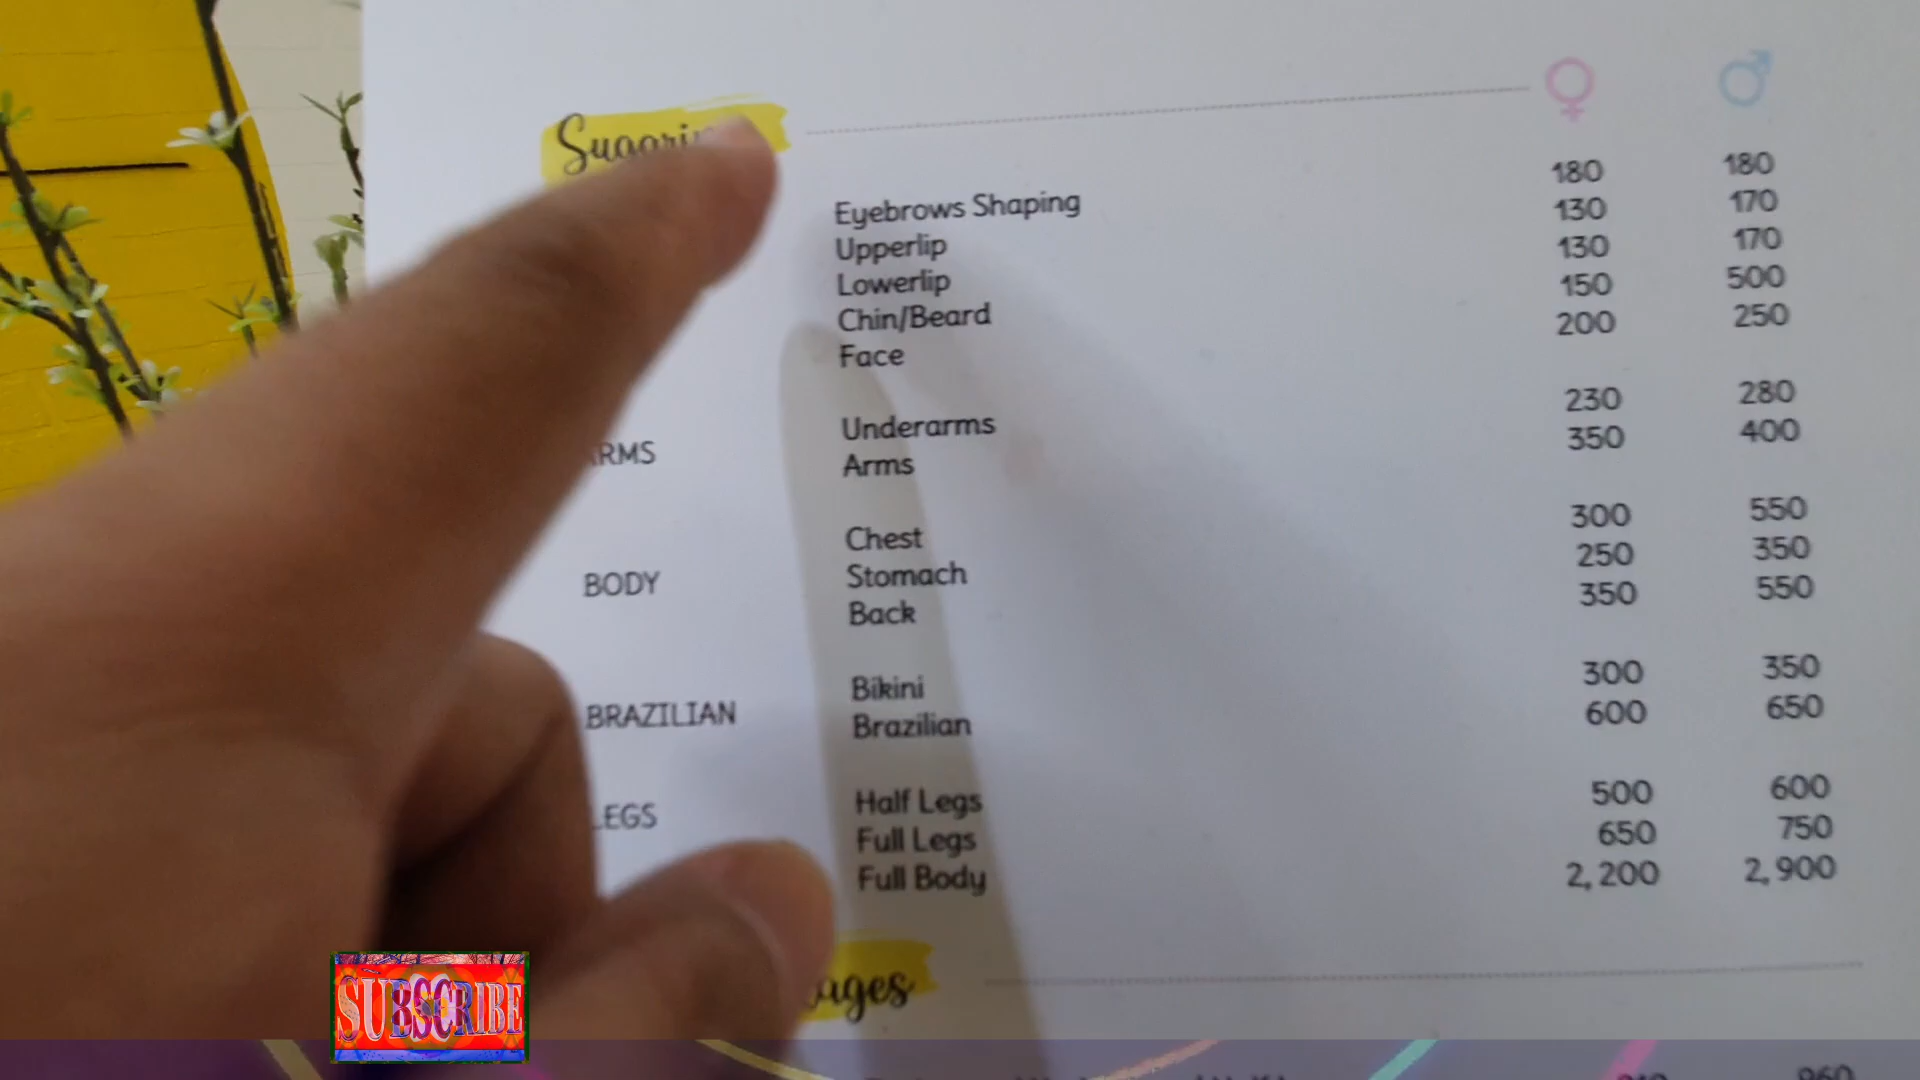 Eyebrows Shaping 180 180
Upperlip 130 170
Lowerlip 130 170
Chin/Beard 150 500
Face 200 250
Underarms 230 280
ARMS
Arms 350 400
Chest 300 550
BODY Stomach 250 350
Back 350 550
Bikini 300 350
BRAZILIAN Brazilian 600 650
Half Legs 500 600
LEGS Full Legs 650 750
Full Body 2,200 2,900
SUBSCRIBE